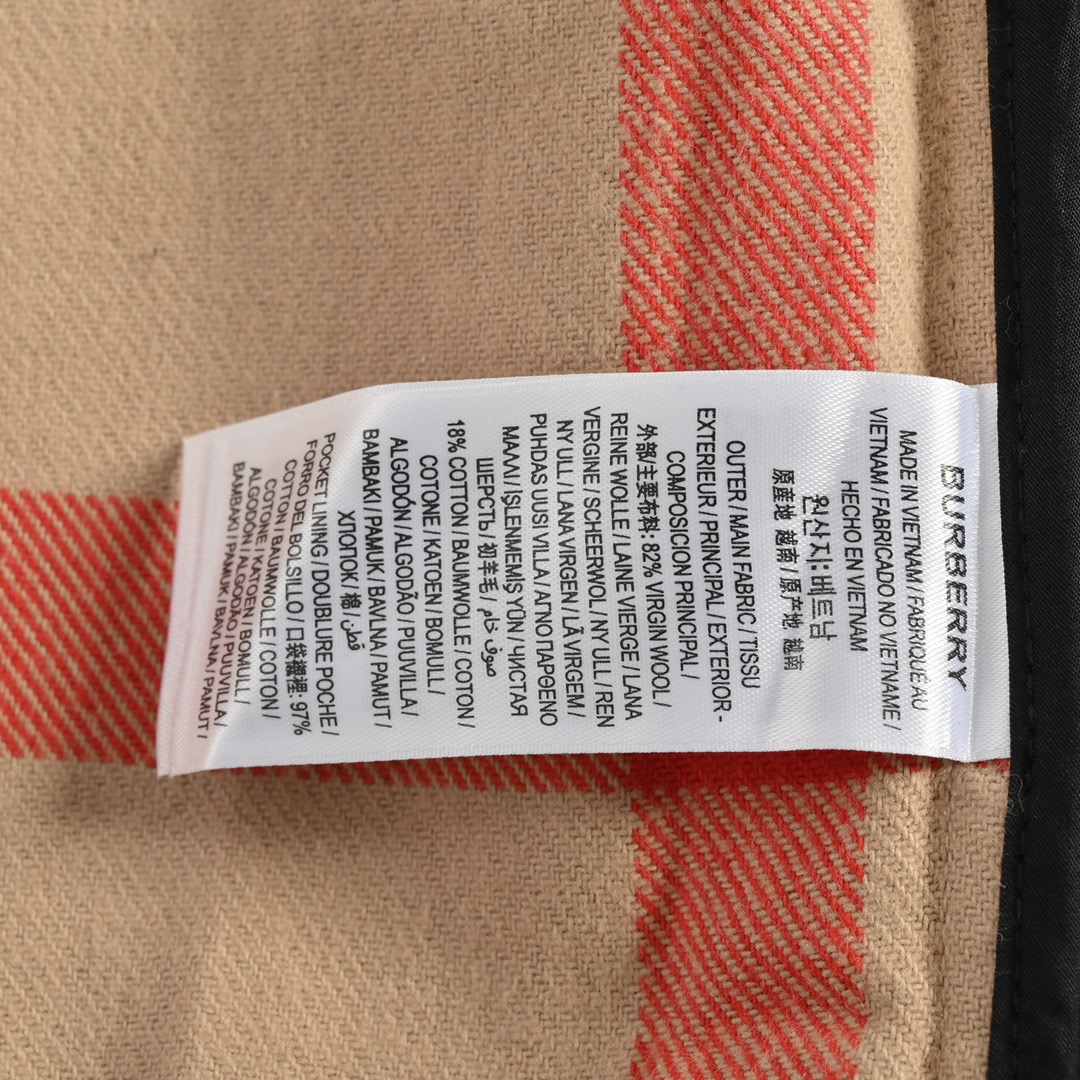 BURBERRY
MADE IN VIETNAM / FABRIQUÉ AU
VIETNAM / FABRICADO NO VIETNAME /
HECHO EN VIETNAM
원산지: 베트남
原産地 越南 / 原产地 越南
OUTER / MAIN FABRIC / TISSU
EXTERIEUR / PRINCIPAL / EXTERIOR -
COMPOSICION PRINCIPAL /
外部主要布料: 82% VIRGIN WOOL /
REINE WOLLE / LAINE VIERGE / LANA
VERGINE / SCHEERWOL / NY ULL / REN
NY ULL / LANA VIRGEN / LÃ VIRGEM /
PUHDAS UUSI VILLA / ΑΓΝΟ ΠΑΡΘΕΝΟ
ΜΑΛΛΙ / İŞLENMEMİŞ YÜN / ЧИСТАЯ
ШЕРСТЬ / 初羊毛 / صوف خام
18% COTTON / BAUMWOLLE / COTON /
COTONE / KATOEN / BOMULL /
ALGODÓN / ALGODÃO / PUUVILLA /
BAMBAKI / PAMUK / BAVLNA / PAMUT /
ХЛОПОК / 棉 / قطن
POCKET LINING / DOUBLURE POCHE /
FORRO DEL BOLSILLO / 口袋襯裡: 97%
COTTON BAUMWOLLE / COTON /
COTONE / KATOEN / BOMULL /
ALGODÓN / ALGODÃO / PUUVILLA /
BAMBAKI / PAMUK / BAVLNA / PAMUT /